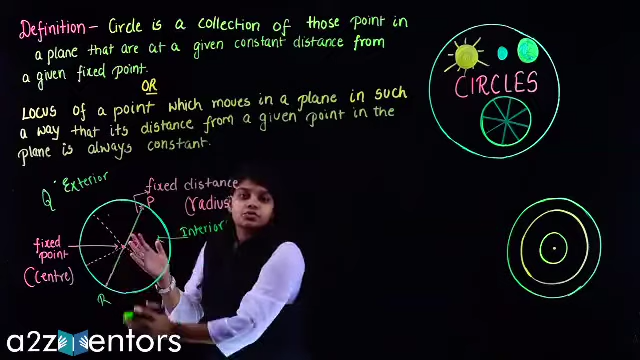 Definition - Circle is a collection of those point in
a plane that are at a given constant distance from
a given fixed point.
OR
Locus of a point which moves in a plane in such
a way that its distance from a given point in the
plane is always constant.
CIRCLES
Q Exterior
fixed distance
P (radius)
Interior
fixed
point
(centre)
R
a2z mentors